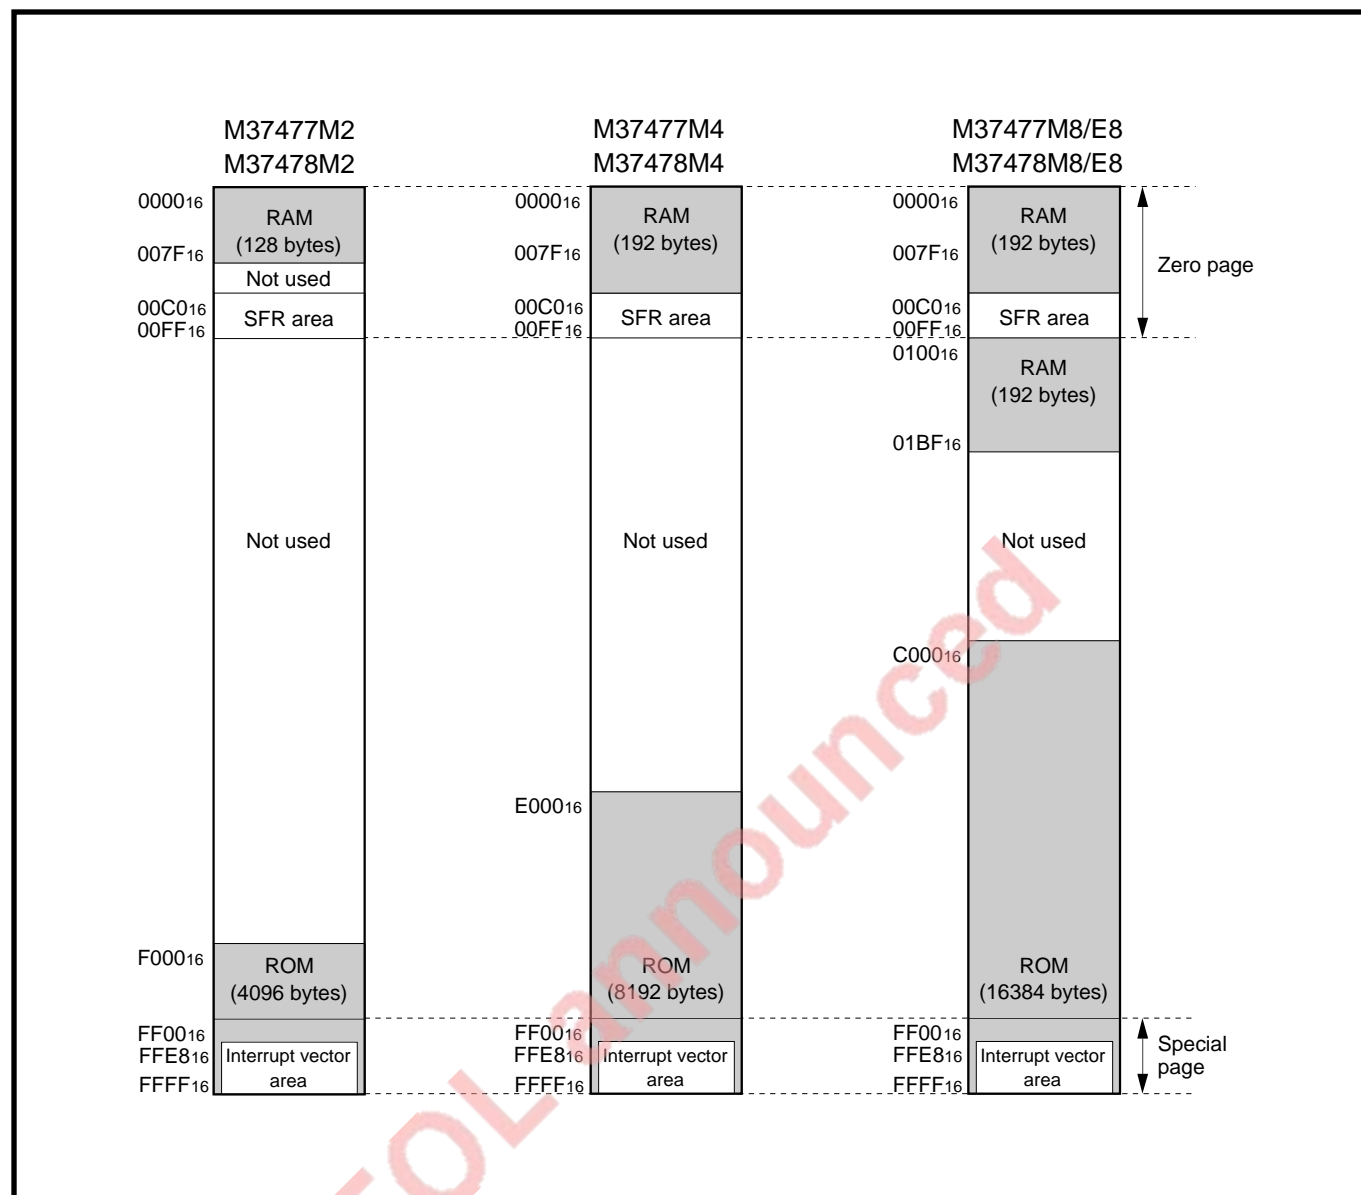 M37477M2
M37478M2
0000₁₆
RAM
(128 bytes)
007F₁₆
Not used
00C0₁₆
SFR area
00FF₁₆
Not used
F000₁₆
ROM
(4096 bytes)
FF00₁₆
FFE8₁₆
Interrupt vector
area
FFFF₁₆
M37477M4
M37478M4
0000₁₆
RAM
(192 bytes)
007F₁₆
00C0₁₆
SFR area
00FF₁₆
Not used
E000₁₆
ROM
(8192 bytes)
FF00₁₆
FFE8₁₆
Interrupt vector
area
FFFF₁₆
M37477M8/E8
M37478M8/E8
0000₁₆
RAM
(192 bytes)
007F₁₆
00C0₁₆
SFR area
00FF₁₆
0100₁₆
RAM
(192 bytes)
01BF₁₆
Not used
C000₁₆
ROM
(16384 bytes)
FF00₁₆
FFE8₁₆
Interrupt vector
area
FFFF₁₆
Zero page
Special
page
EOL announced